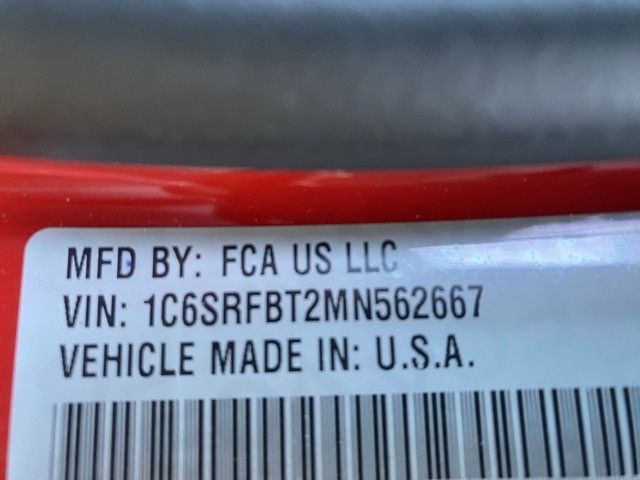 MFD BY: FCA US LLC
VIN: 1C6SRFBT2MN562667
VEHICLE MADE IN: U.S.A.